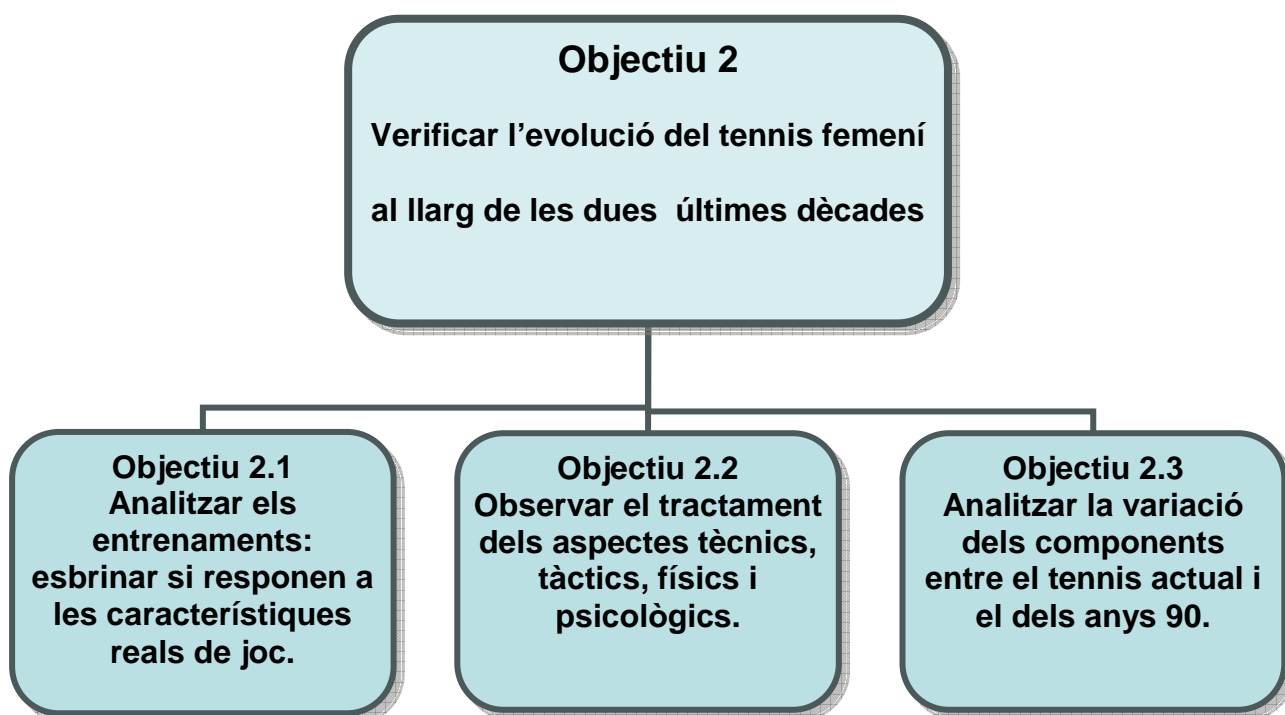 Objectiu 2
Verificar l’evolució del tennis femení
al llarg de les dues últimes dècades
Objectiu 2.1
Analitzar els
entrenaments:
esbrinar si responen a
les característiques
reals de joc.
Objectiu 2.2
Observar el tractament
dels aspectes tècnics,
tàctics, físics i
psicològics.
Objectiu 2.3
Analitzar la variació
dels components
entre el tennis actual i
el dels anys 90.